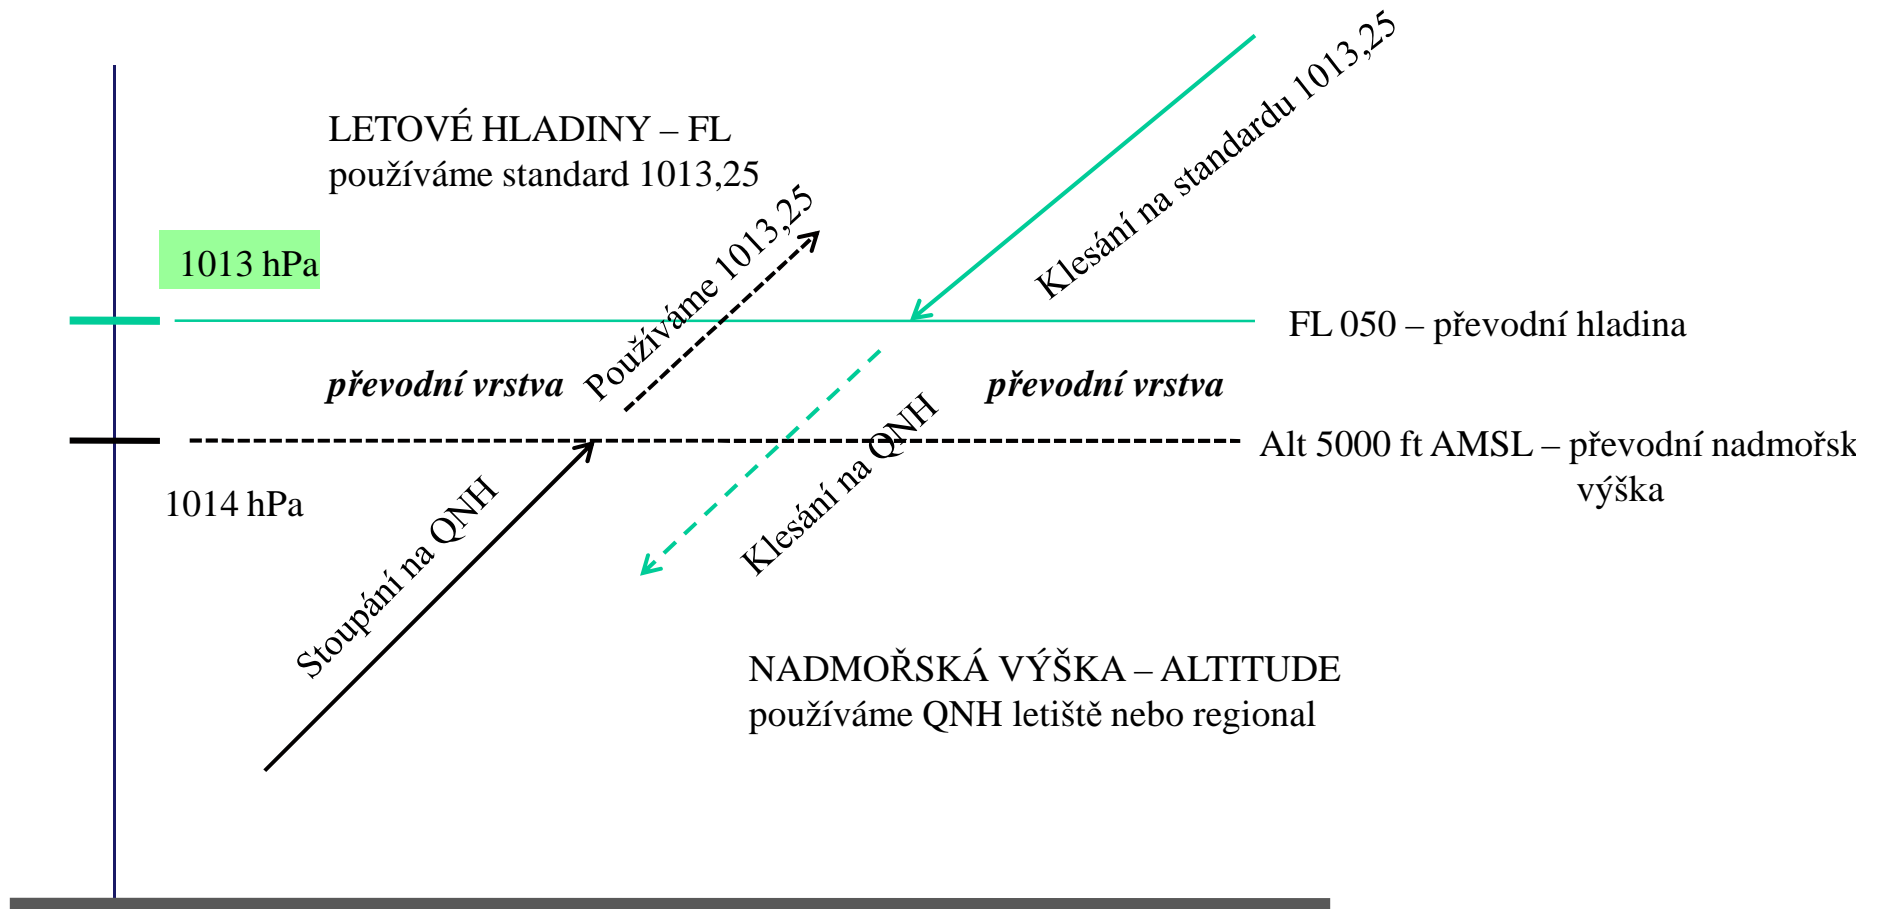 LETOVÉ HLADINY – FL
používáme standard 1013,25
Klesání na standardu 1013,25
1013 hPa
Používáme 1013,25
FL 050 – převodní hladina
převodní vrstva
převodní vrstva
Alt 5000 ft AMSL – převodní nadmořsk
výška
1014 hPa
Stoupání na QNH
Klesání na QNH
NADMOŘSKÁ VÝŠKA – ALTITUDE
používáme QNH letiště nebo regional